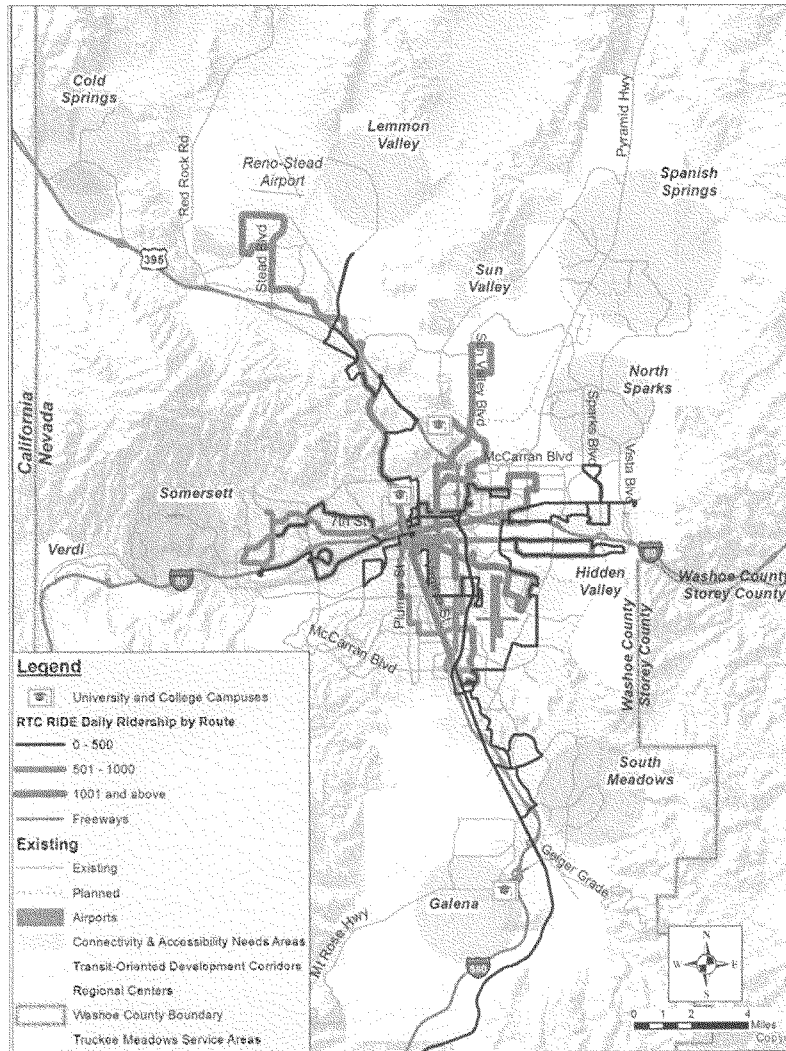 Cold
Springs
Lemmon
Valley
Reno-Stead
Airport
Red Rock Rd
Pyramid Hwy
Spanish
Springs
395
Stead Blvd
Sun
Valley
Sun Valley Blvd
North
Sparks
California
Nevada
McCarran Blvd
Sparks Blvd
Vista Blvd
Somersett
7th St
Verdi
Hidden
Valley
Washoe County
Storey County
Plumas St
McCarran Blvd
Washoe County
Storey County
South
Meadows
Geiger Grade
Galena
Mt Rose Hwy
Legend
University and College Campuses
RTC RIDE Daily Ridership by Route
0 - 500
501 - 1000
1001 and above
Freeways
Existing
Existing
Planned
Airports
Connectivity & Accessibility Needs Areas
Transit-Oriented Development Corridors
Regional Centers
Washoe County Boundary
Truckee Meadows Service Areas
N
W E
S
0 1 2 4
Miles
Copy